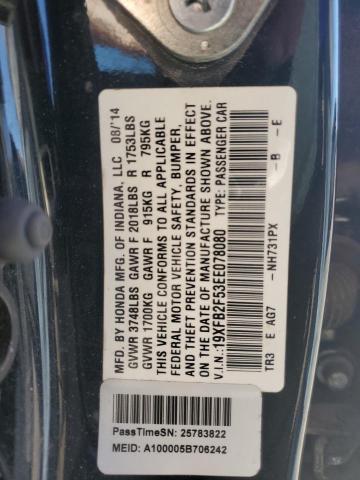 MFD. BY HONDA MFG. OF INDIANA, LLC 08/'14
GVWR 3748LBS GAWR F 2018LBS R 1753LBS
GVWR 1700KG GAWR F 915KG R 795KG
THIS VEHICLE CONFORMS TO ALL APPLICABLE
FEDERAL MOTOR VEHICLE SAFETY, BUMPER,
AND THEFT PREVENTION STANDARDS IN EFFECT
ON THE DATE OF MANUFACTURE SHOWN ABOVE.
V.I.N.:19XFB2F53EE078080 TYPE: PASSENGER CAR
TR3 E AG7 -NH731PX -B -E
PassTimeSN: 25783822
MEID: A100005B706242